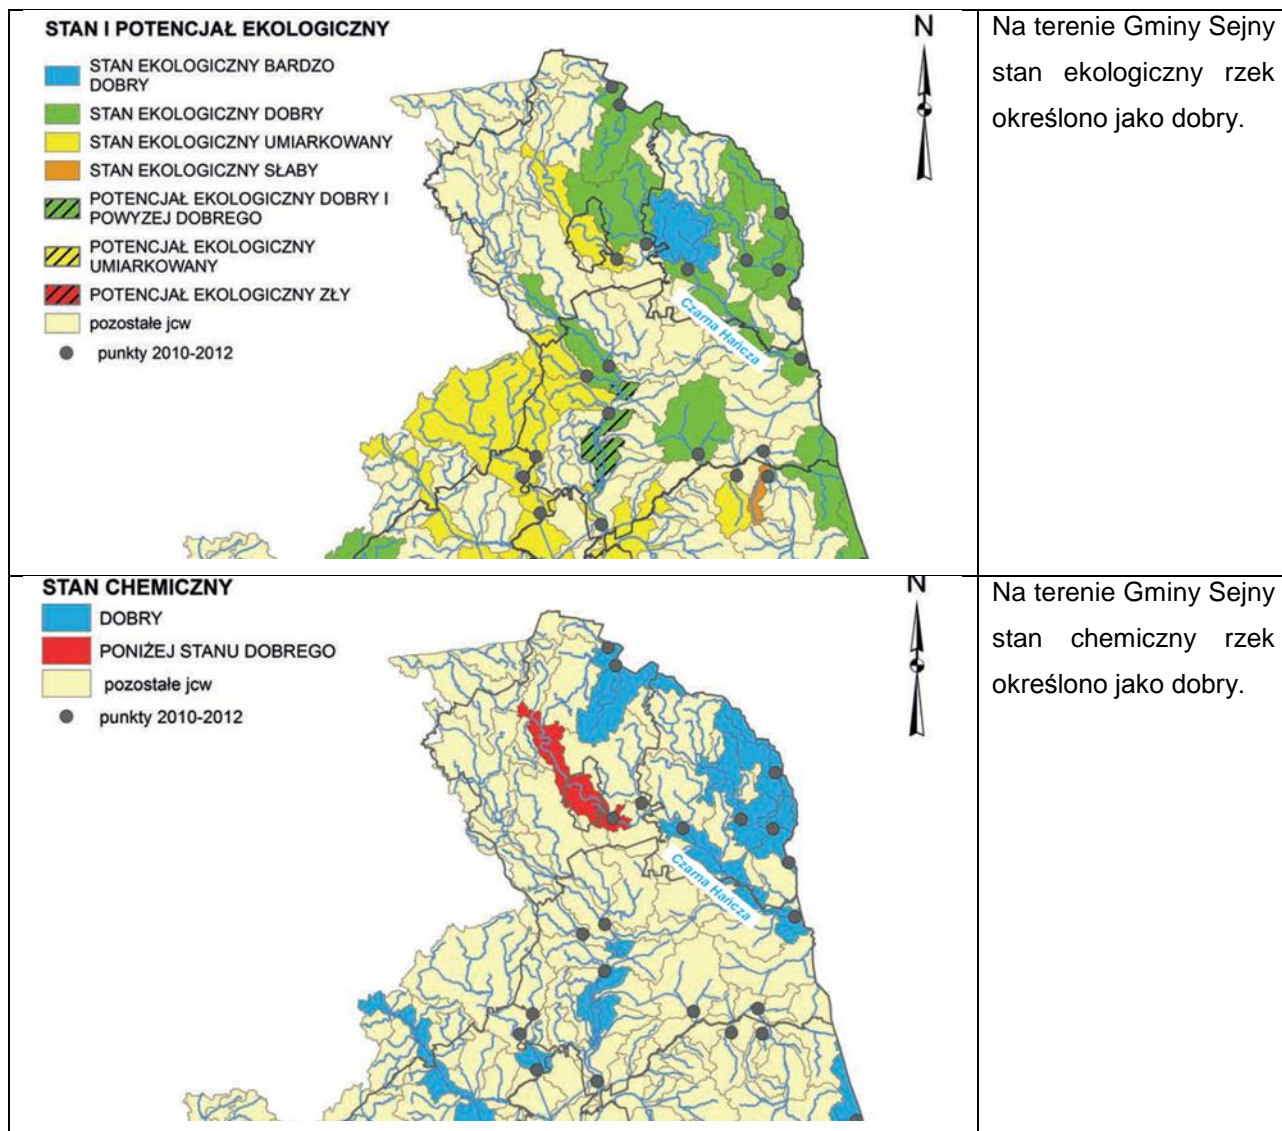 STAN I POTENCJAŁ EKOLOGICZNY
STAN EKOLOGICZNY BARDZO
DOBRY
STAN EKOLOGICZNY DOBRY
STAN EKOLOGICZNY UMIARKOWANY
STAN EKOLOGICZNY SŁABY
POTENCJAŁ EKOLOGICZNY DOBRY I
POWYZEJ DOBREGO
POTENCJAŁ EKOLOGICZNY
UMIARKOWANY
POTENCJAŁ EKOLOGICZNY ZŁY
pozostałe jcw
punkty 2010-2012
N
Czarna Hańcza
Na terenie Gminy Sejny
stan ekologiczny rzek
określono jako dobry.
STAN CHEMICZNY
DOBRY
PONIŻEJ STANU DOBREGO
pozostałe jcw
punkty 2010-2012
N
Czarna Hańcza
Na terenie Gminy Sejny
stan chemiczny rzek
określono jako dobry.